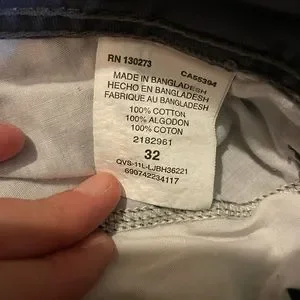 RN 130273 CA55394
MADE IN BANGLADESH
HECHO EN BANGLADESH
FABRIQUE AU BANGLADESH
100% COTTON
100% ALGODON
100% COTON
2182961
32
QVS-11L-LJBH36221
690742234117